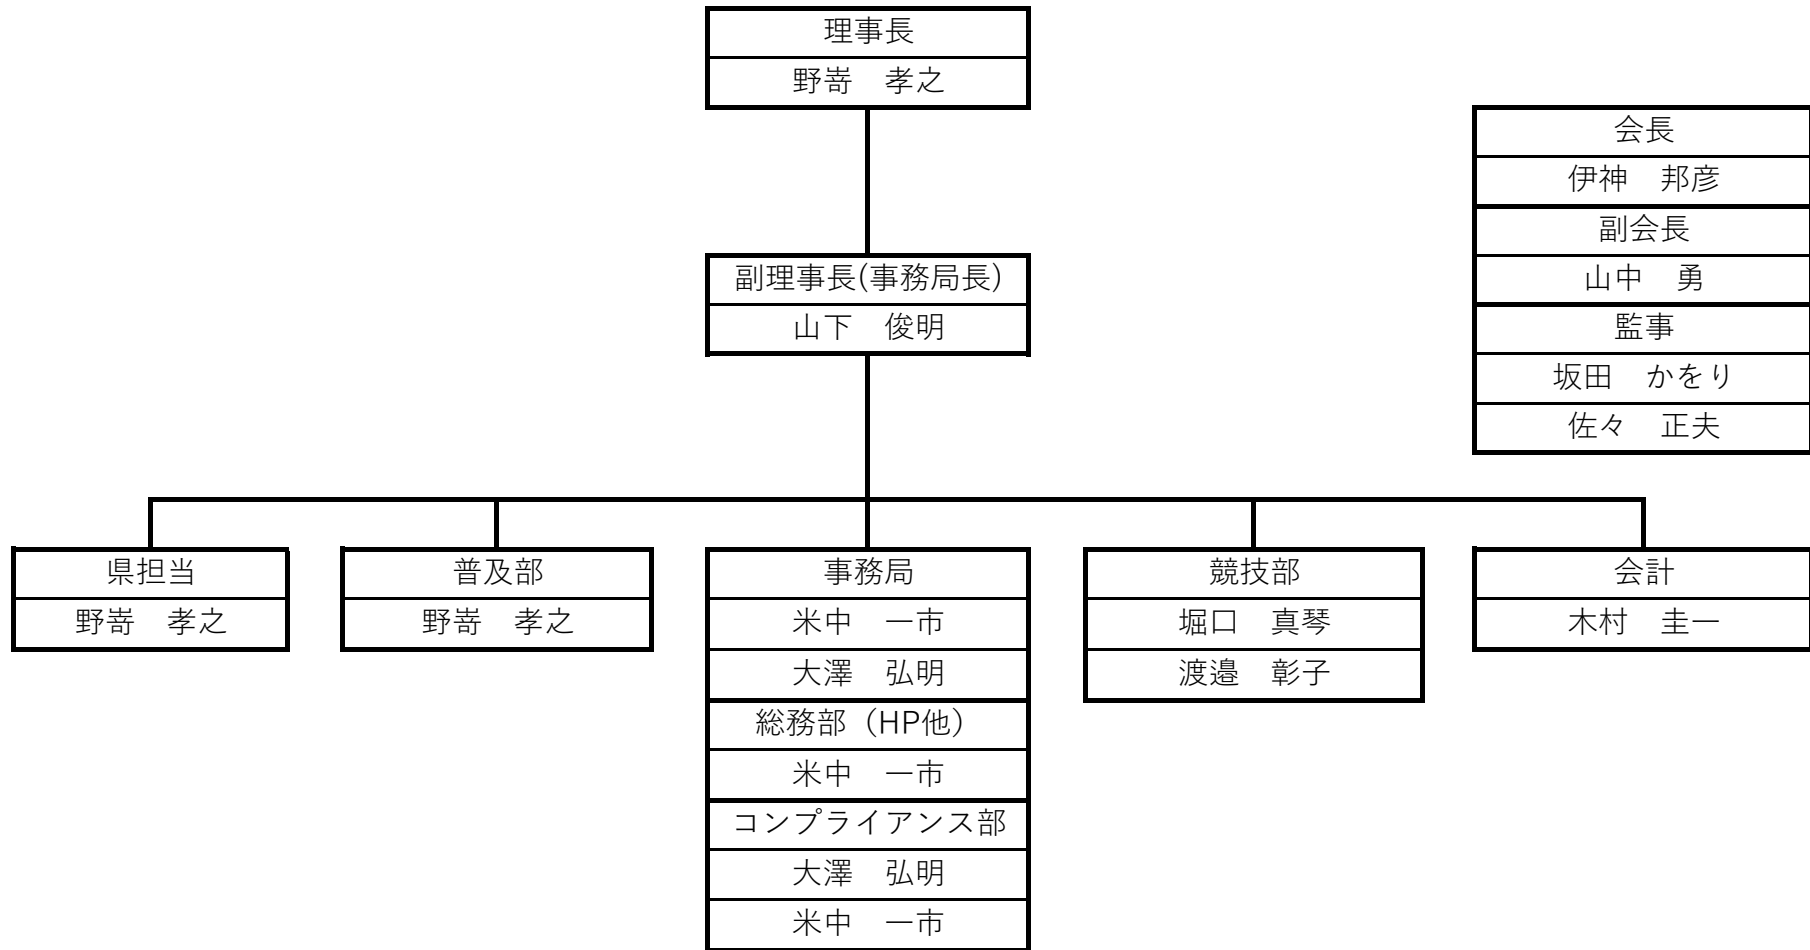 理事長
野嵜　孝之
会長
伊神　邦彦
副会長
山中　勇
監事
坂田　かをり
佐々　正夫
副理事長(事務局長)
山下　俊明
県担当
野嵜　孝之
普及部
野嵜　孝之
事務局
米中　一市
大澤　弘明
総務部（HP他）
米中　一市
コンプライアンス部
大澤　弘明
米中　一市
競技部
堀口　真琴
渡邉　彰子
会計
木村　圭一